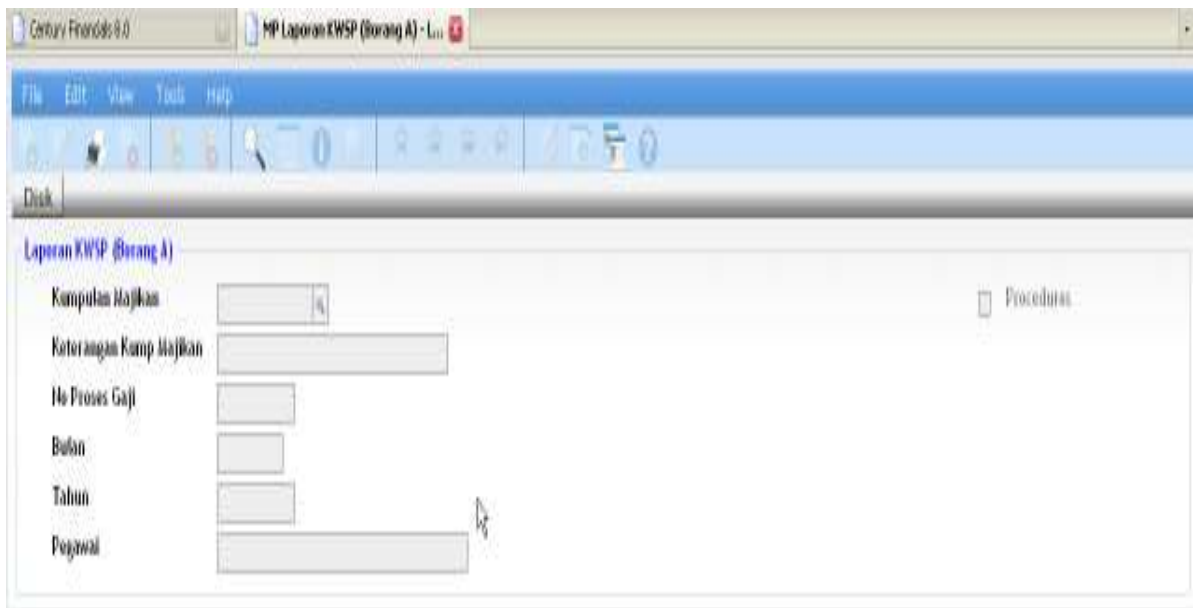 Century Financials 8.0
MP Laporan KWSP (Borang A) - L...
File Edit View Tools Help
Disk
Laporan KWSP (Borang A)
Kumpulan Majikan
Procedures
Keterangan Kump Majikan
No Proses Gaji
Bulan
Tahun
Pegawai